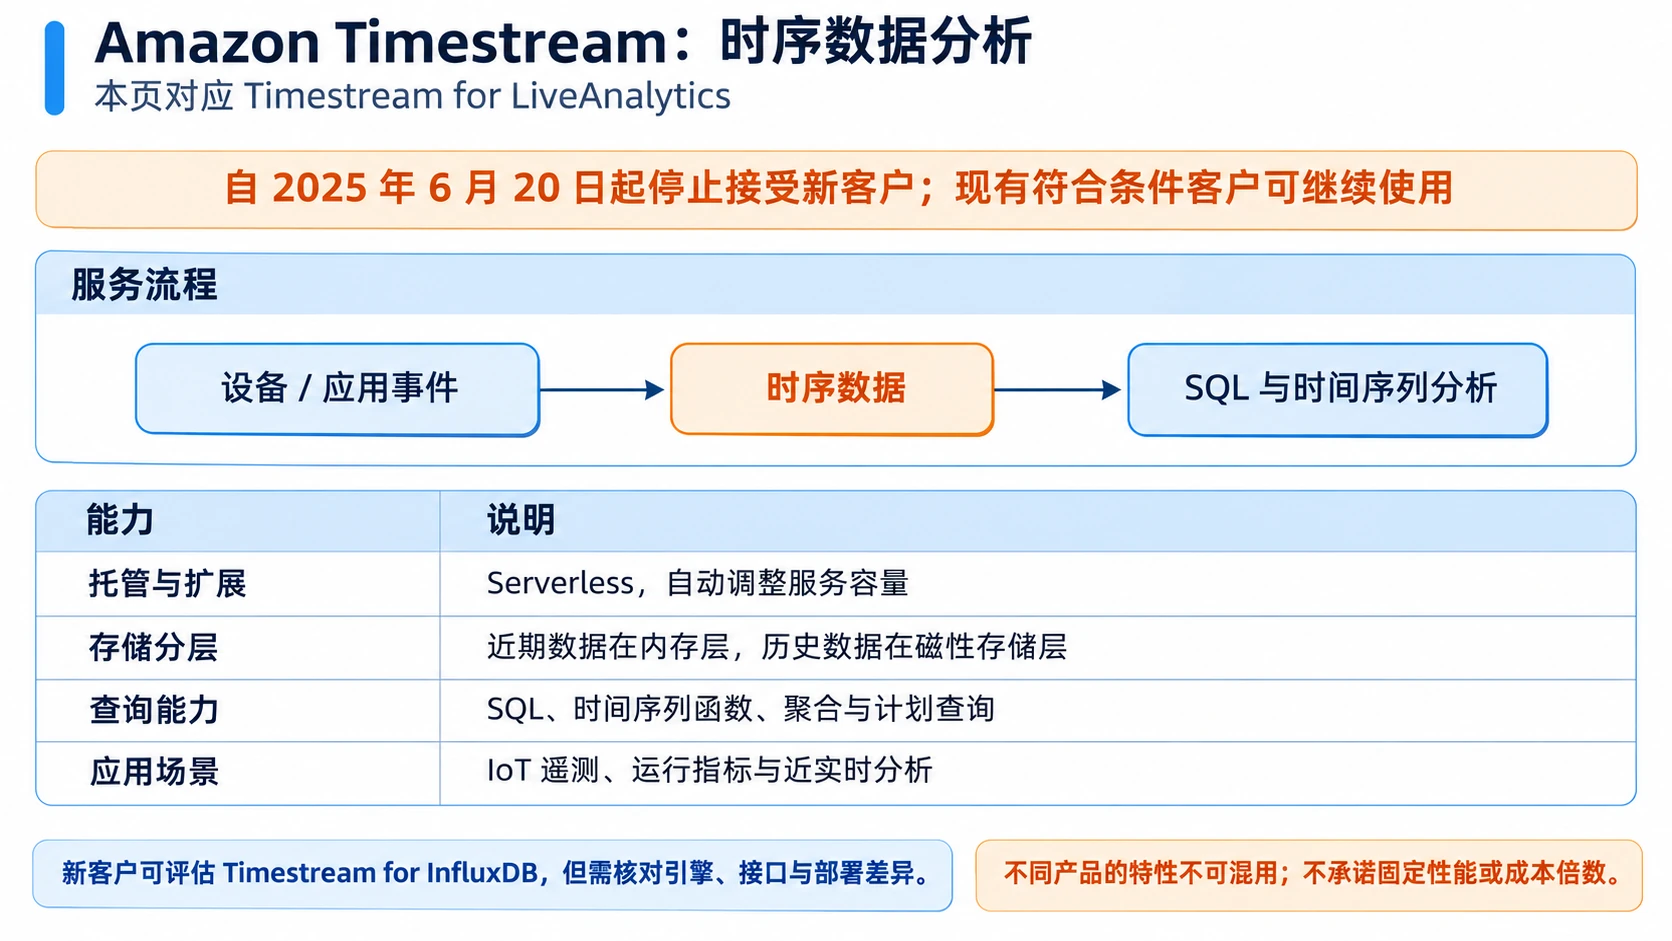 Amazon Timestream：时序数据分析
本页对应 Timestream for LiveAnalytics
自 2025 年 6 月 20 日起停止接受新客户；现有符合条件客户可继续使用
服务流程
设备 / 应用事件
时序数据
SQL 与时间序列分析
能力
说明
托管与扩展
Serverless，自动调整服务容量
存储分层
近期数据在内存层，历史数据在磁性存储层
查询能力
SQL、时间序列函数、聚合与计划查询
应用场景
IoT 遥测、运行指标与近实时分析
新客户可评估 Timestream for InfluxDB，但需核对引擎、接口与部署差异。
不同产品的特性不可混用；不承诺固定性能或成本倍数。